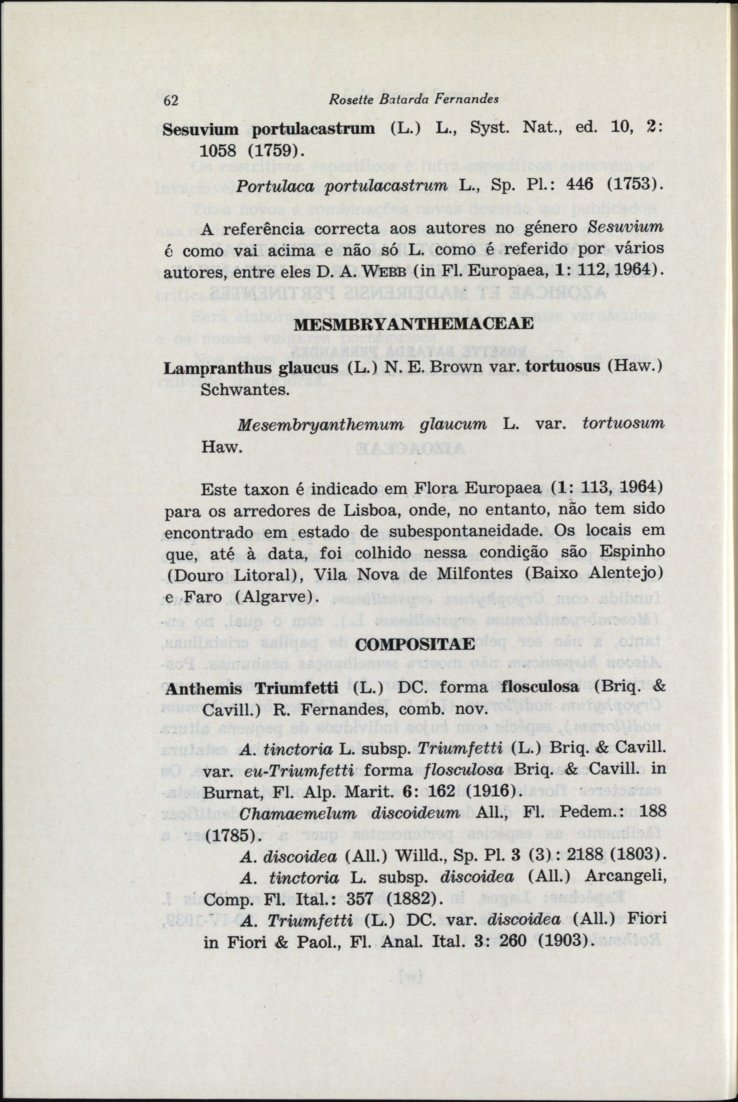 62 Rosette Batarda Fernandes
Sesuvium portulacastrum (L.) L., Syst. Nat., ed. 10, 2:
1058 (1759).
Portulaca portulacastrum L., Sp. Pl.: 446 (1753).
A referência correcta aos autores no género Sesuvium
é como vai acima e não só L. como é referido por vários
autores, entre eles D. A. WEBB (in Fl. Europaea, 1: 112, 1964).
MESMBRYANTHEMACEAE
Lampranthus glaucus (L.) N. E. Brown var. tortuosus (Haw.)
Schwantes.
Mesembryanthemum glaucum L. var. tortuosum
Haw.
Este taxon é indicado em Flora Europaea (1: 113, 1964)
para os arredores de Lisboa, onde, no entanto, não tem sido
encontrado em estado de subespontaneidade. Os locais em
que, até à data, foi colhido nessa condição são Espinho
(Douro Litoral), Vila Nova de Milfontes (Baixo Alentejo)
e Faro (Algarve).
COMPOSITAE
Anthemis Triumfetti (L.) DC. forma flosculosa (Briq. &
Cavill.) R. Fernandes, comb. nov.
A. tinctoria L. subsp. Triumfetti (L.) Briq. & Cavill.
var. eu-Triumfetti forma flosculosa Briq. & Cavill. in
Burnat, Fl. Alp. Marit. 6: 162 (1916).
Chamaemelum discoideum All., Fl. Pedem.: 188
(1785).
A. discoidea (All.) Willd., Sp. Pl. 3 (3): 2188 (1803).
A. tinctoria L. subsp. discoidea (All.) Arcangeli,
Comp. Fl. Ital.: 357 (1882).
A. Triumfetti (L.) DC. var. discoidea (All.) Fiori
in Fiori & Paol., Fl. Anal. Ital. 3: 260 (1903).